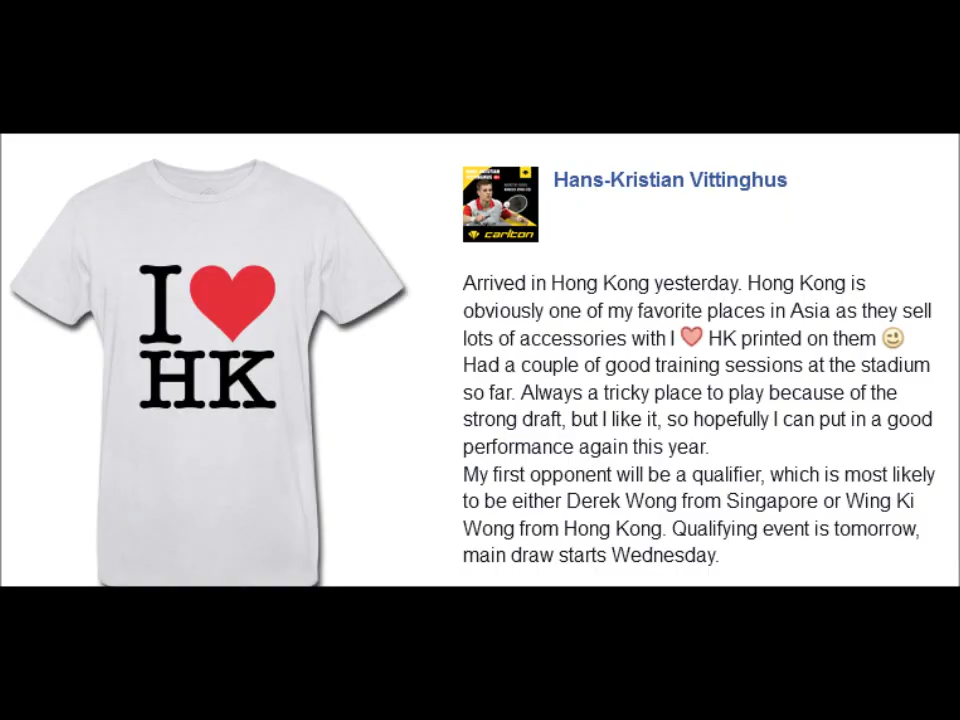 I ❤
HK
HANS-KRISTIAN
VITTINGHUS
carlton
Hans-Kristian Vittinghus
Arrived in Hong Kong yesterday. Hong Kong is
obviously one of my favorite places in Asia as they sell
lots of accessories with I ❤ HK printed on them 😉
Had a couple of good training sessions at the stadium
so far. Always a tricky place to play because of the
strong draft, but I like it, so hopefully I can put in a good
performance again this year.
My first opponent will be a qualifier, which is most likely
to be either Derek Wong from Singapore or Wing Ki
Wong from Hong Kong. Qualifying event is tomorrow,
main draw starts Wednesday.